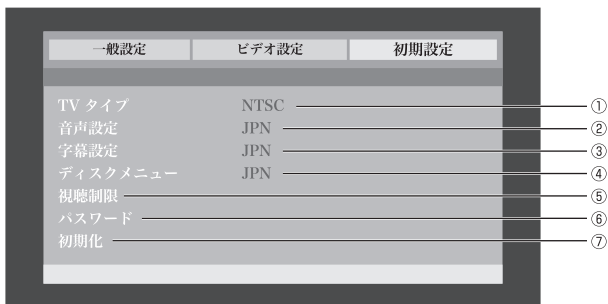 一般設定 ビデオ設定 初期設定
TV タイプ NTSC ①
音声設定 JPN ②
字幕設定 JPN ③
ディスクメニュー JPN ④
視聴制限 ⑤
パスワード ⑥
初期化 ⑦